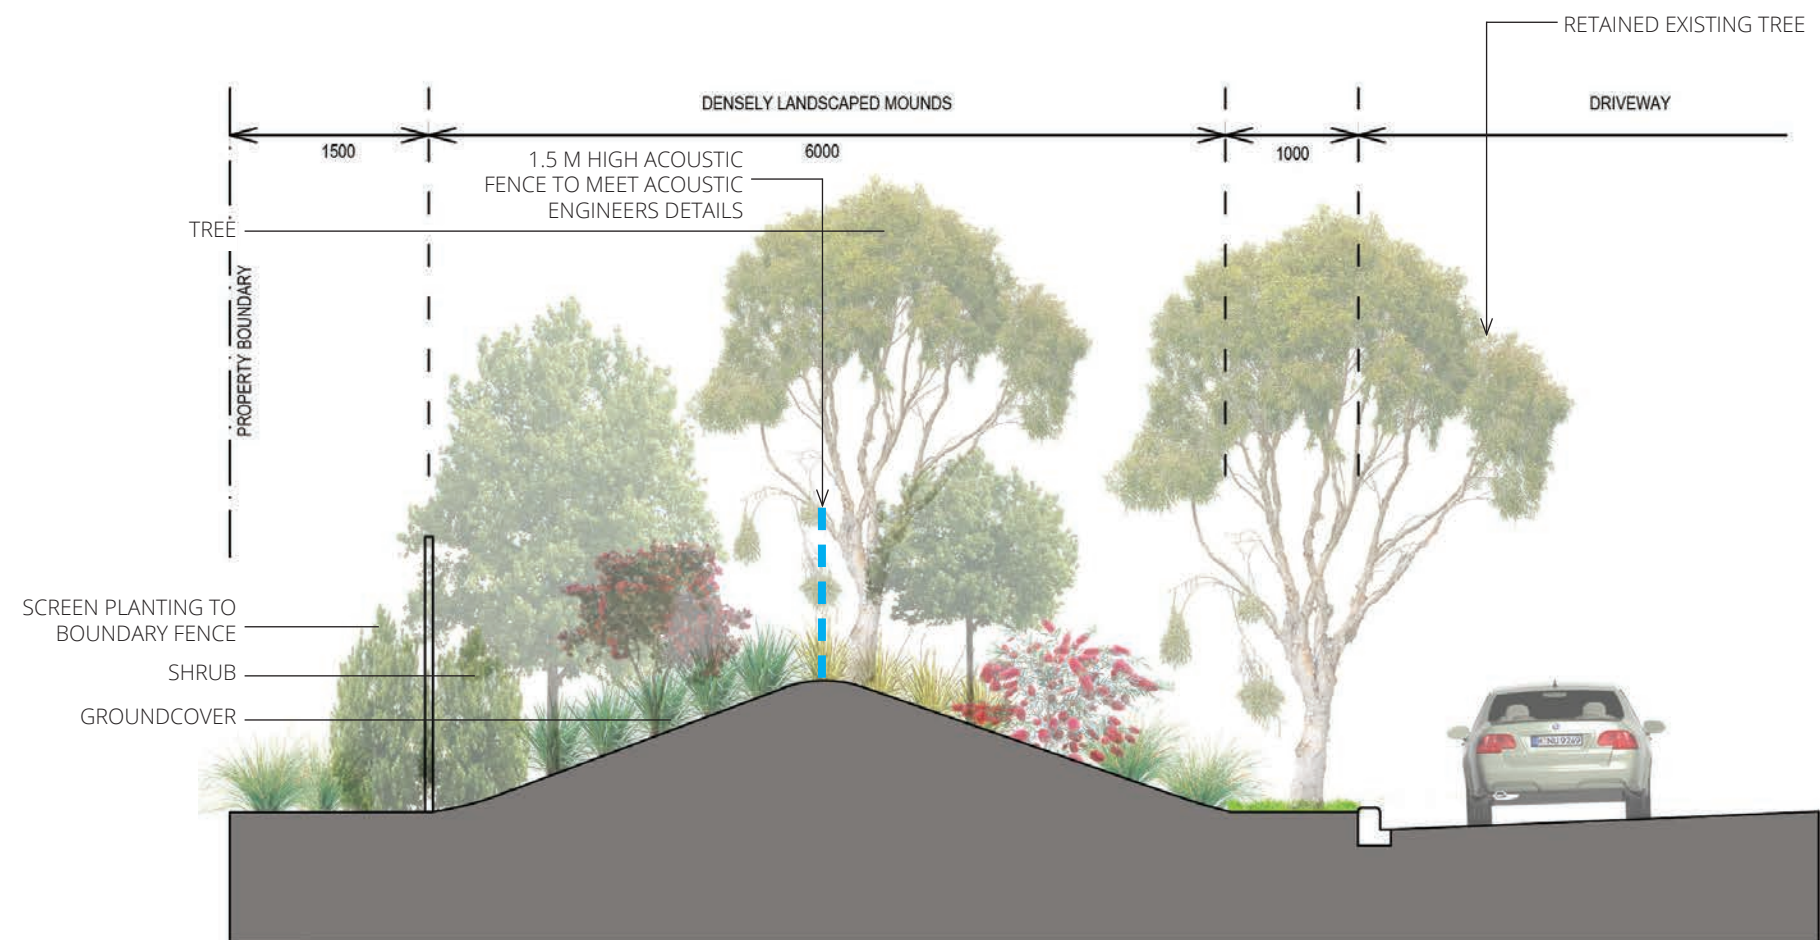 RETAINED EXISTING TREE
DENSELY LANDSCAPED MOUNDS
DRIVEWAY
1500
6000
1000
1.5 M HIGH ACOUSTIC
FENCE TO MEET ACOUSTIC
ENGINEERS DETAILS
TREE
PROPERTY BOUNDARY
SCREEN PLANTING TO
BOUNDARY FENCE
SHRUB
GROUNDCOVER